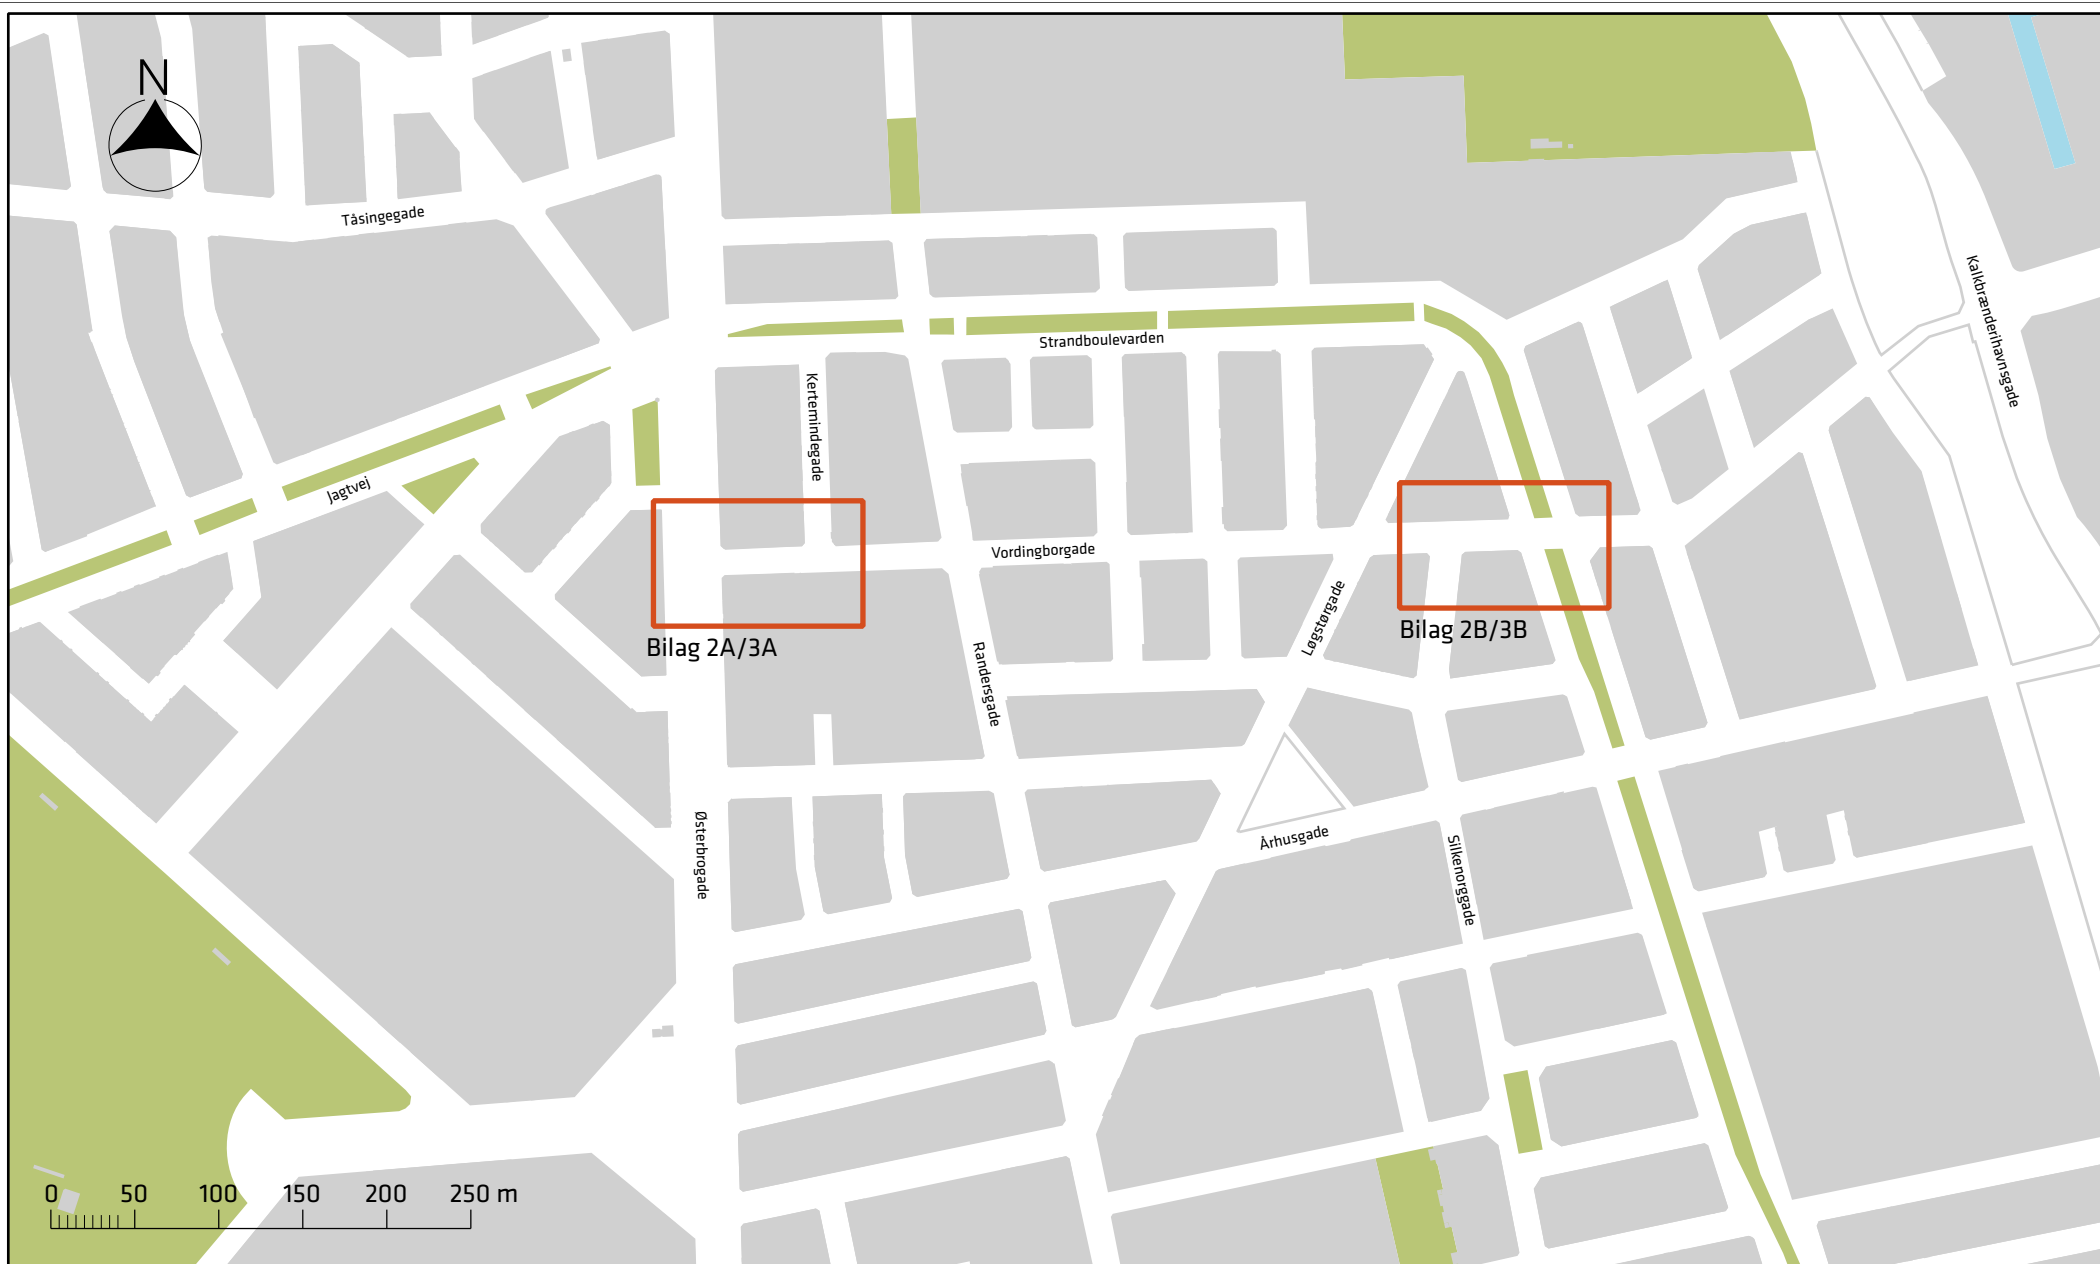 N
Tåsingegade
Kalkbrænderihavnsgade
Strandboulevarden
Kertemindegade
Jagtvej
Vordingborgade
Løgstørgade
Bilag 2B/3B
Bilag 2A/3A
Randersgade
Østerbrogade
Århusgade
Silkenorggade
0 50 100 150 200 250 m